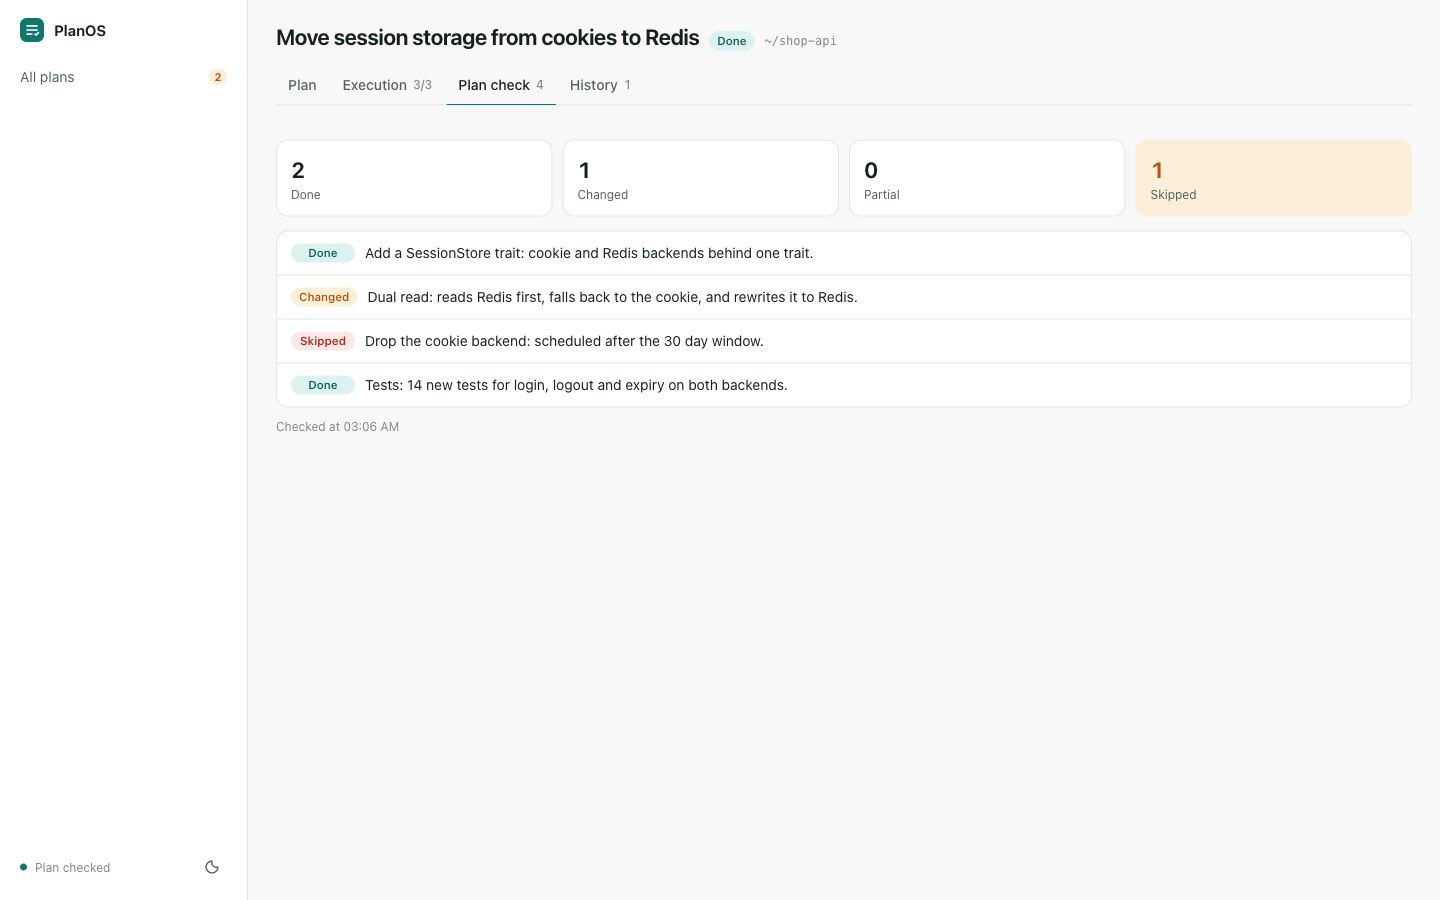 PlanOS
All plans 2
Plan checked
Move session storage from cookies to Redis Done ~/shop-api
Plan Execution 3/3 Plan check 4 History 1
2
Done
1
Changed
0
Partial
1
Skipped
Done Add a SessionStore trait: cookie and Redis backends behind one trait.
Changed Dual read: reads Redis first, falls back to the cookie, and rewrites it to Redis.
Skipped Drop the cookie backend: scheduled after the 30 day window.
Done Tests: 14 new tests for login, logout and expiry on both backends.
Checked at 03:06 AM